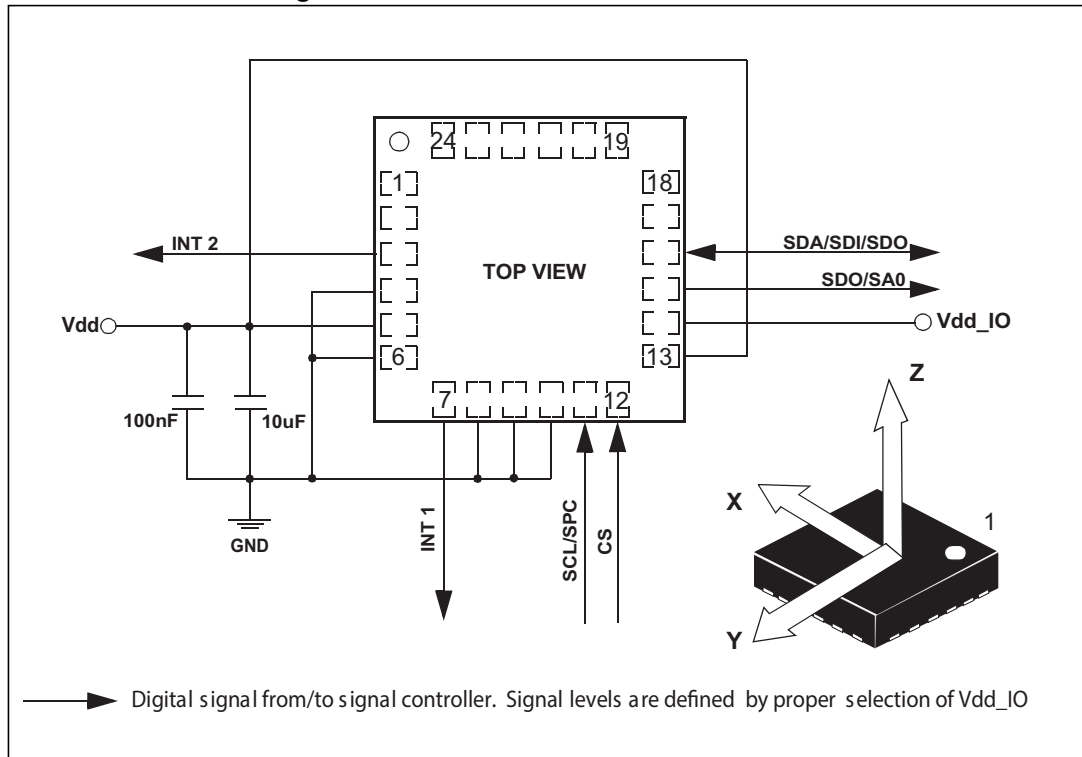 24
19
1
18
INT 2
SDA/SDI/SDO
TOP VIEW
SDO/SA0
Vdd
Vdd_IO
6
13
Z
7
12
100nF
10uF
X
1
INT 1
SCL/SPC
CS
GND
Y
Digital signal from/to signal controller. Signal levels are defined by proper selection of Vdd_IO